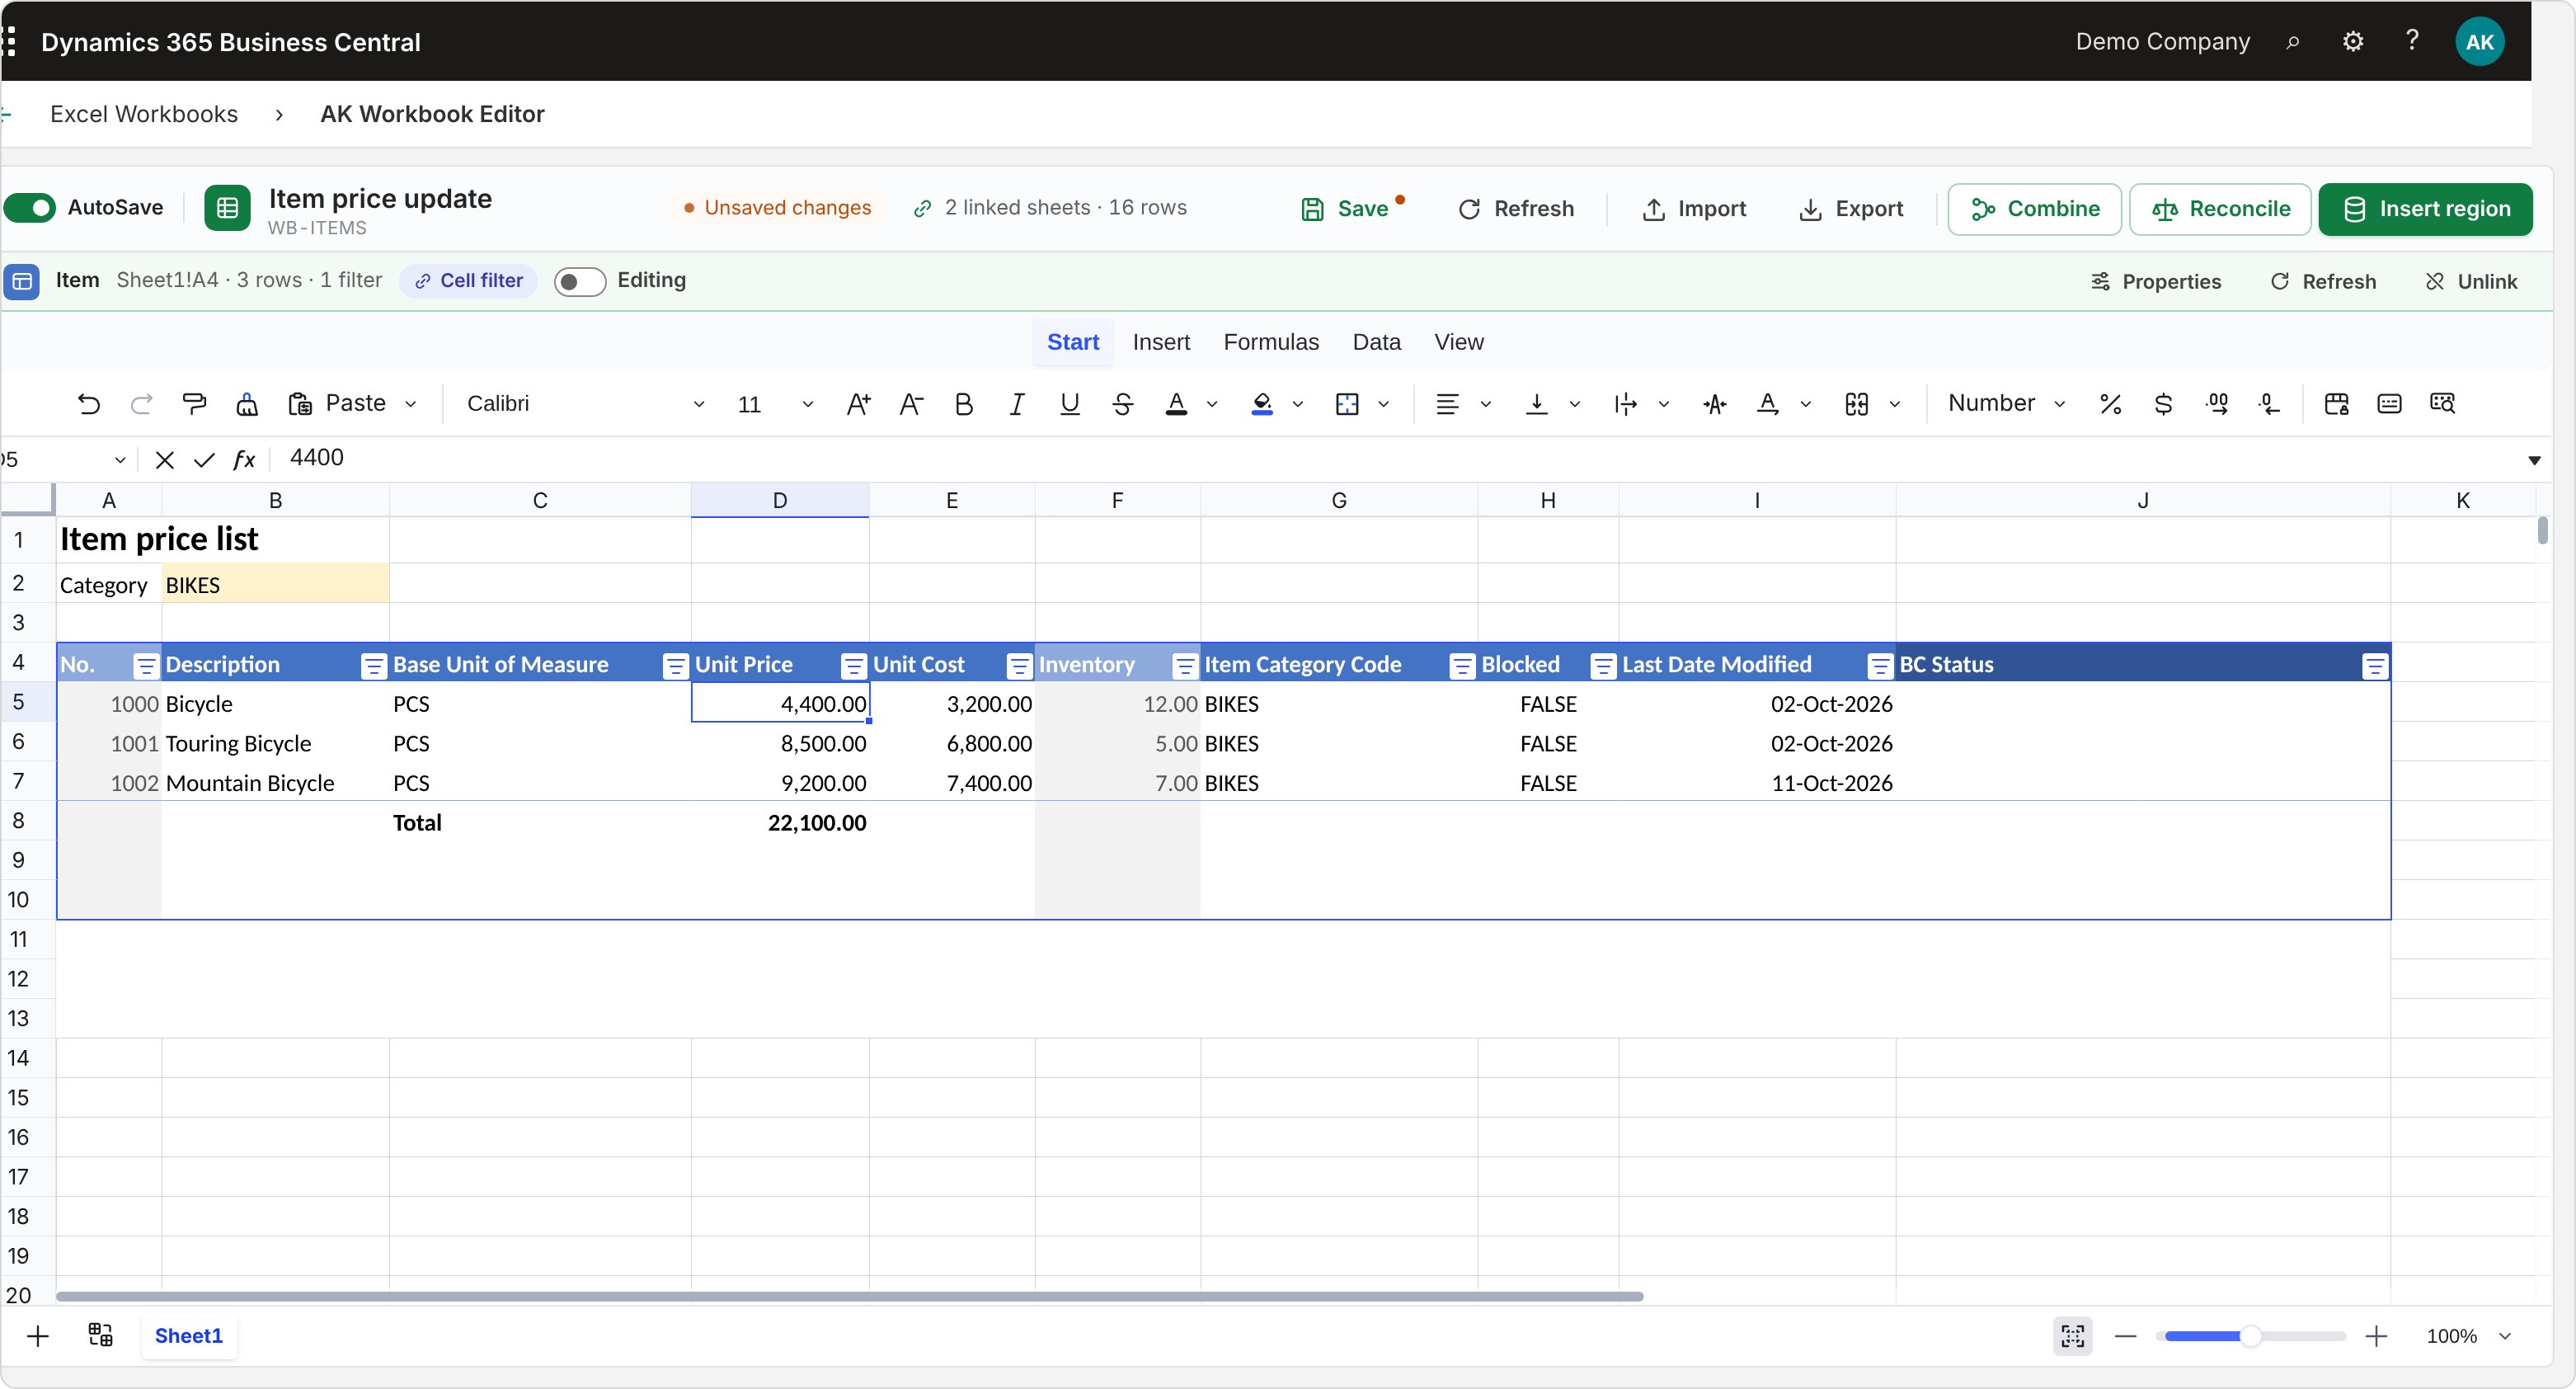 Dynamics 365 Business Central Demo Company ? AK
Excel Workbooks › AK Workbook Editor
AutoSave Item price update Unsaved changes 2 linked sheets · 16 rows Save Refresh Import Export Combine Reconcile Insert region
WB-ITEMS
Item Sheet1!A4 · 3 rows · 1 filter Cell filter Editing Properties Refresh Unlink
Start Insert Formulas Data View
Paste Calibri 11 Number
fx 4400
A B C D E F G H I J K
1 Item price list
2 Category BIKES
3
4 No. Description Base Unit of Measure Unit Price Unit Cost Inventory Item Category Code Blocked Last Date Modified BC Status
5 1000 Bicycle PCS 4,400.00 3,200.00 12.00 BIKES FALSE 02-Oct-2026
6 1001 Touring Bicycle PCS 8,500.00 6,800.00 5.00 BIKES FALSE 02-Oct-2026
7 1002 Mountain Bicycle PCS 9,200.00 7,400.00 7.00 BIKES FALSE 11-Oct-2026
8 Total 22,100.00
9
10
11
12
13
14
15
16
17
18
19
20
Sheet1 100%